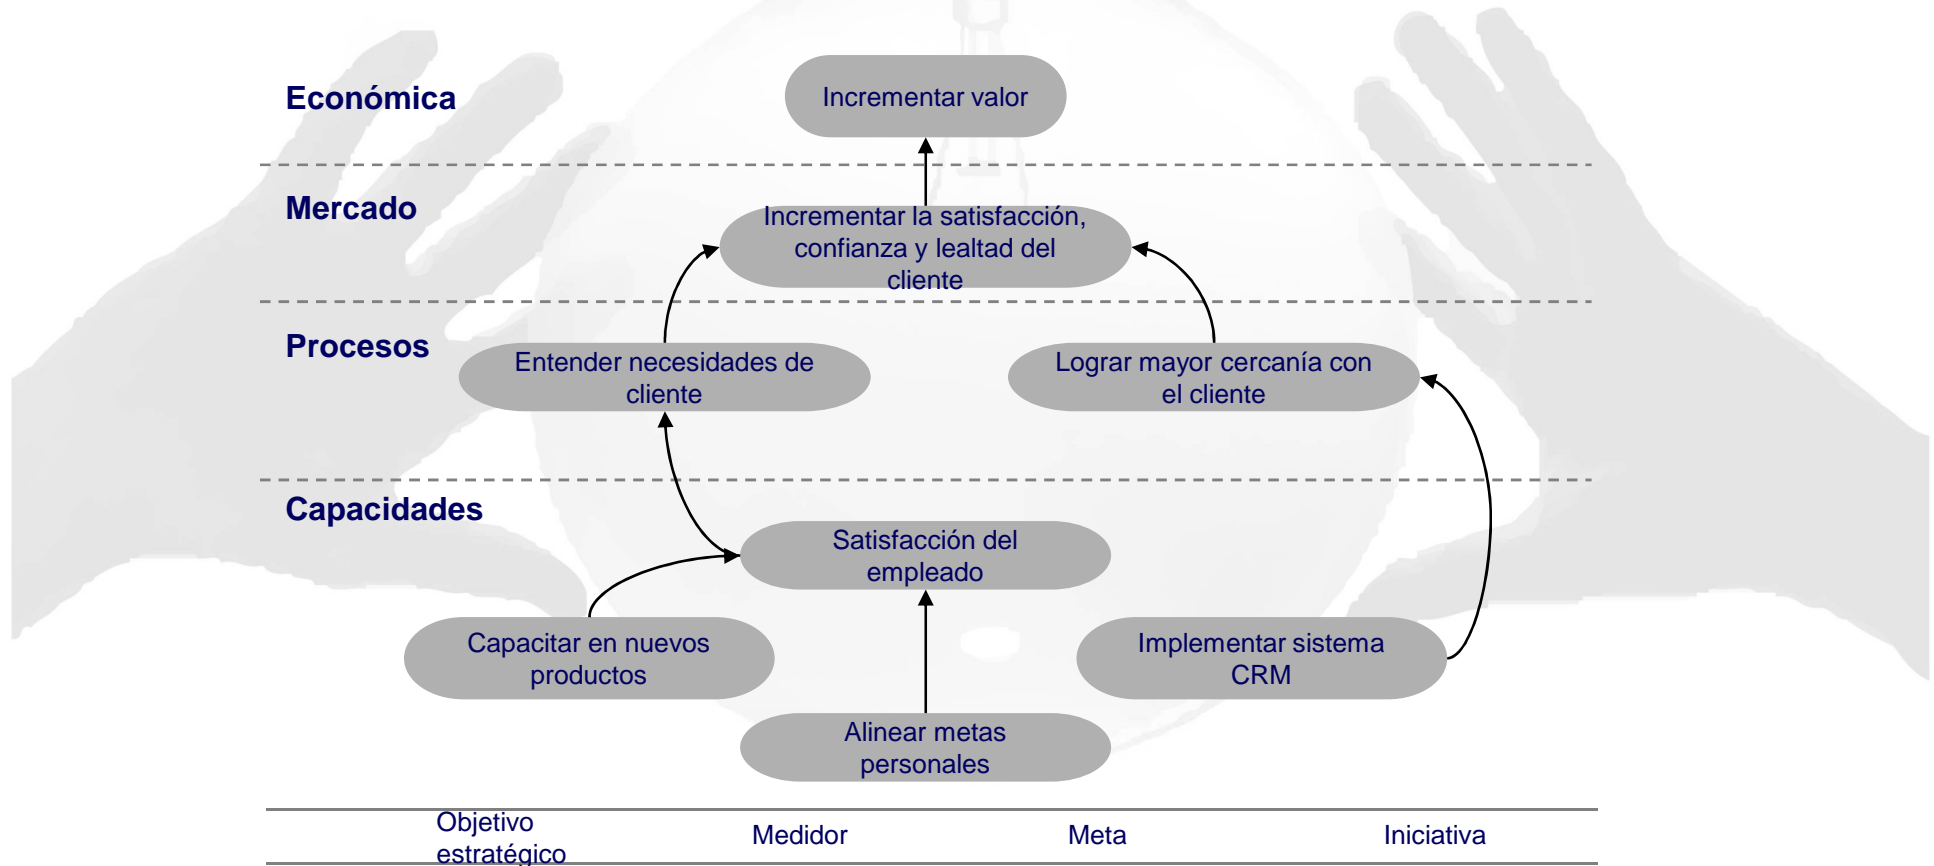 Económica
Incrementar valor
Mercado
Incrementar la satisfacción,
confianza y lealtad del
cliente
Procesos
Entender necesidades de
cliente
Lograr mayor cercanía con
el cliente
Capacidades
Satisfacción del
empleado
Capacitar en nuevos
productos
Implementar sistema
CRM
Alinear metas
personales
Objetivo
estratégico
Medidor
Meta
Iniciativa